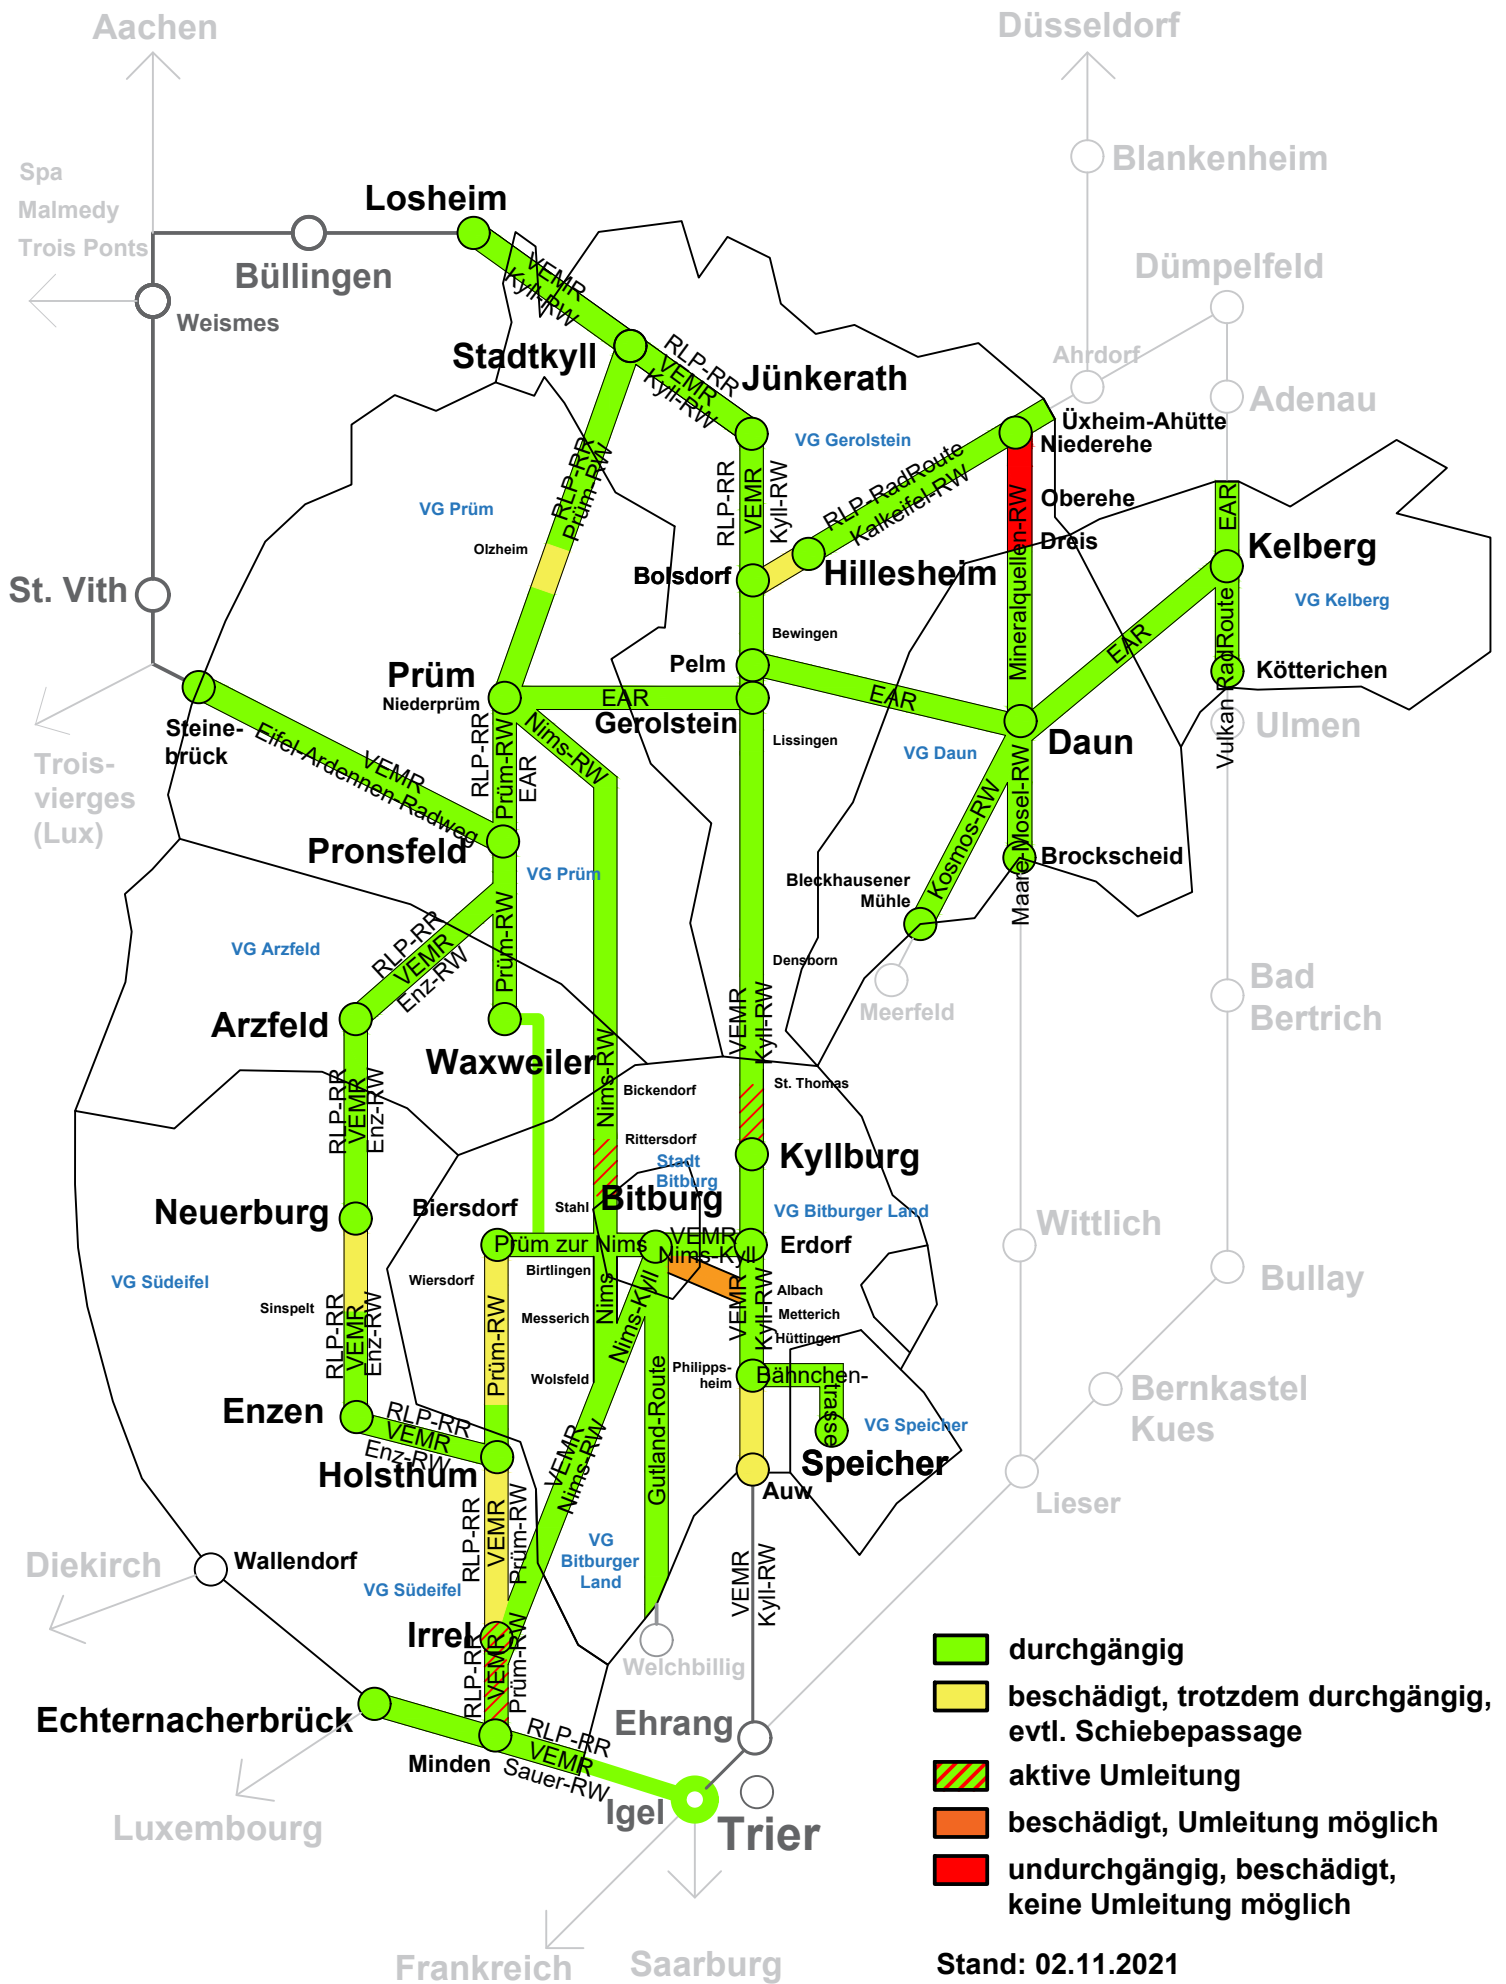 Aachen
Düsseldorf
Blankenheim
Spa
Malmedy
Trois Ponts
Losheim
Büllingen
Weismes
Dümpelfeld
Ahrdorf
Adenau
VEMR
Kyll-RW
Stadtkyll
RLP-RR
VEMR
Kyll-RW
Jünkerath
VG Gerolstein
Üxheim-Ahütte
Niederehe
RLP-RadRoute
Kalkeifel-RW
Oberehe
Dreis
Mineralquellen-RW
EAR
Kelberg
VG Kelberg
RLP-RR
Prüm-RW
VG Prüm
Olzheim
RLP-RR
VEMR
Kyll-RW
Bolsdorf
Hillesheim
St. Vith
Bewingen
Pelm
EAR
EAR
Vulkan-RadRoute
Kötterichen
Ulmen
Prüm
Niederprüm
EAR
Gerolstein
Lissingen
VG Daun
Daun
Steine-
brück
VEMR
Eifel-Ardennen-Radweg
RLP-RR
Prüm-RW
EAR
Nims-RW
Trois-
vierges
(Lux)
Pronsfeld
VG Prüm
Kosmos-RW
Maare-Mosel-RW
Brockscheid
Bleckhausener
Mühle
VG Arzfeld
RLP-RR
VEMR
Enz-RW
Prüm-RW
Densborn
Meerfeld
Bad
Bertrich
Arzfeld
Waxweiler
Nims-RW
VEMR
Kyll-RW
St. Thomas
Bickendorf
Rittersdorf
RLP-RR
VEMR
Enz-RW
Stadt
Bitburg
Kyllburg
Neuerburg
Biersdorf
Stahl
Bitburg
VG Bitburger Land
Wittlich
Prüm zur Nims
VEMR
Nims-Kyll
Erdorf
VG Südeifel
Wiersdorf
Birtlingen
Albach
Bullay
Sinspelt
Messerich
Nims
Nims-Kyll
VEMR
Kyll-RW
Metterich
Hüttingen
RLP-RR
VEMR
Enz-RW
Prüm-RW
Wolsfeld
Philipps-
heim
Bähnchen-
trasse
Bernkastel
Kues
Enzen
RLP-RR
VEMR
Enz-RW
Gutland-Route
VG Speicher
Holsthum
VEMR
Nims-RW
Speicher
Auw
Lieser
RLP-RR
VEMR
Prüm-RW
Diekirch
Wallendorf
VG Südeifel
VG
Bitburger
Land
VEMR
Kyll-RW
Irrel
RLP-RR
VEMR
Prüm-RW
Welchbillig
Echternacherbrück
Minden
RLP-RR
VEMR
Sauer-RW
Ehrang
Igel
Trier
Luxembourg
Frankreich
Saarburg
durchgängig
beschädigt, trotzdem durchgängig,
evtl. Schiebepassage
aktive Umleitung
beschädigt, Umleitung möglich
undurchgängig, beschädigt,
keine Umleitung möglich
Stand: 02.11.2021